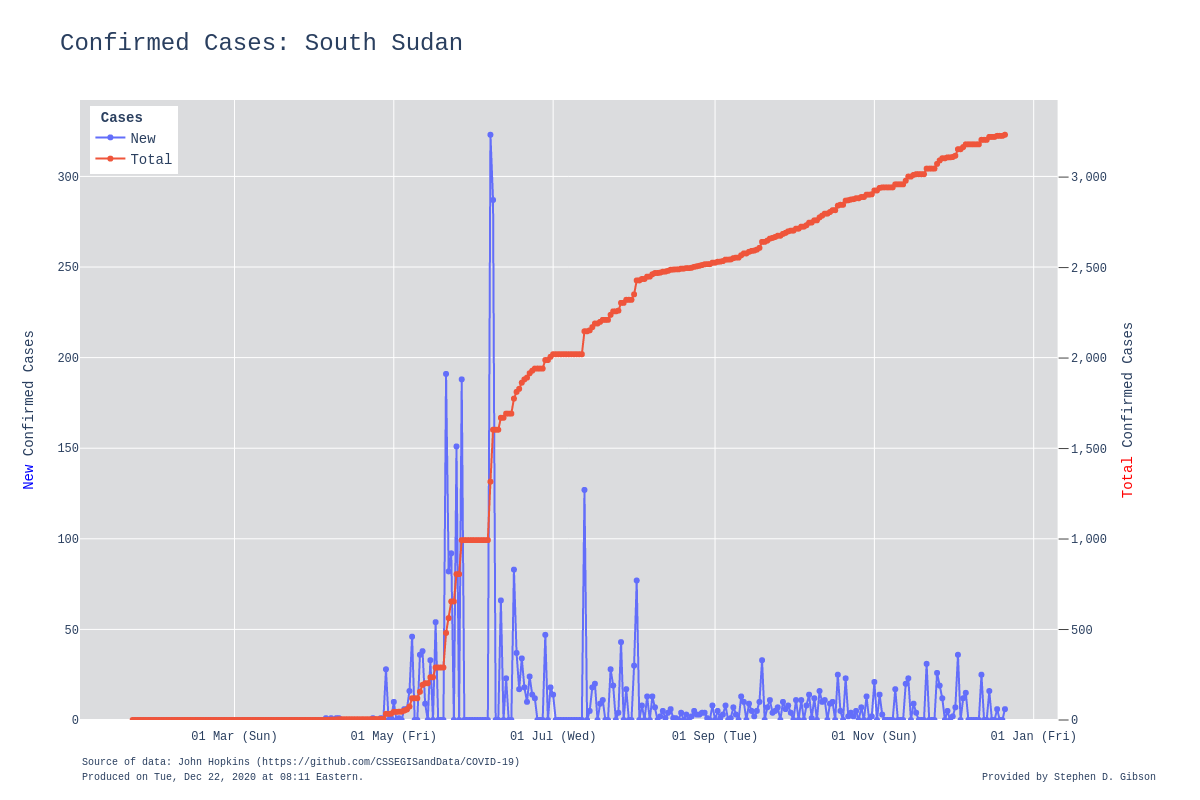 Confirmed Cases: South Sudan
Cases
New
Total
300
250
200
150
100
50
0
3,000
2,500
2,000
1,500
1,000
500
0
New Confirmed Cases
Total Confirmed Cases
01 Mar (Sun)
01 May (Fri)
01 Jul (Wed)
01 Sep (Tue)
01 Nov (Sun)
01 Jan (Fri)
Source of data: John Hopkins (https://github.com/CSSEGISandData/COVID-19)
Produced on Tue, Dec 22, 2020 at 08:11 Eastern.
Provided by Stephen D. Gibson